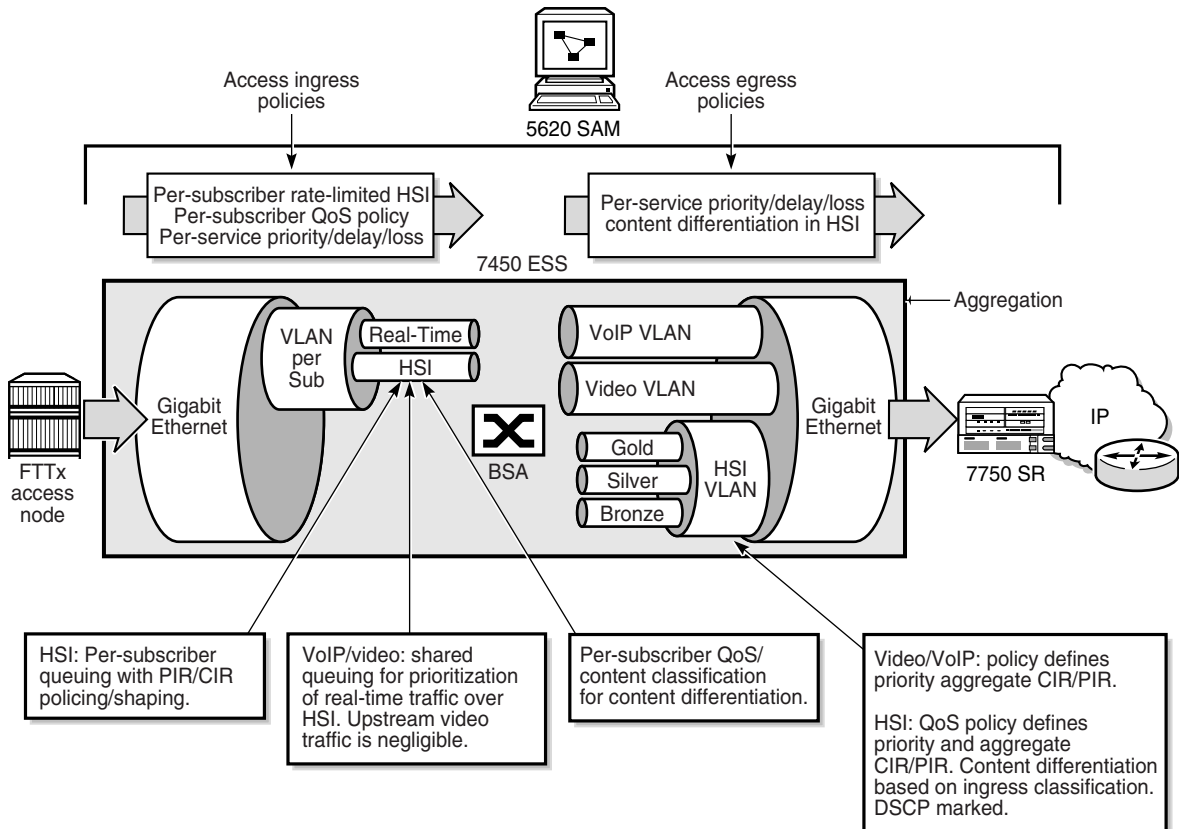 Access ingress
policies
Access egress
policies
5620 SAM
Per-subscriber rate-limited HSI
Per-subscriber QoS policy
Per-service priority/delay/loss
Per-service priority/delay/loss
content differentiation in HSI
7450 ESS
Aggregation
VLAN
per
Sub
Real-Time
HSI
VoIP VLAN
Video VLAN
Gigabit
Ethernet
BSA
Gold
Silver
Bronze
HSI
VLAN
Gigabit
Ethernet
IP
FTTx
access
node
7750 SR
HSI: Per-subscriber
queuing with PIR/CIR
policing/shaping.
VoIP/video: shared
queuing for prioritization
of real-time traffic over
HSI. Upstream video
traffic is negligible.
Per-subscriber QoS/
content classification
for content differentiation.
Video/VoIP: policy defines
priority aggregate CIR/PIR.
HSI: QoS policy defines
priority and aggregate
CIR/PIR. Content differentiation
based on ingress classification.
DSCP marked.